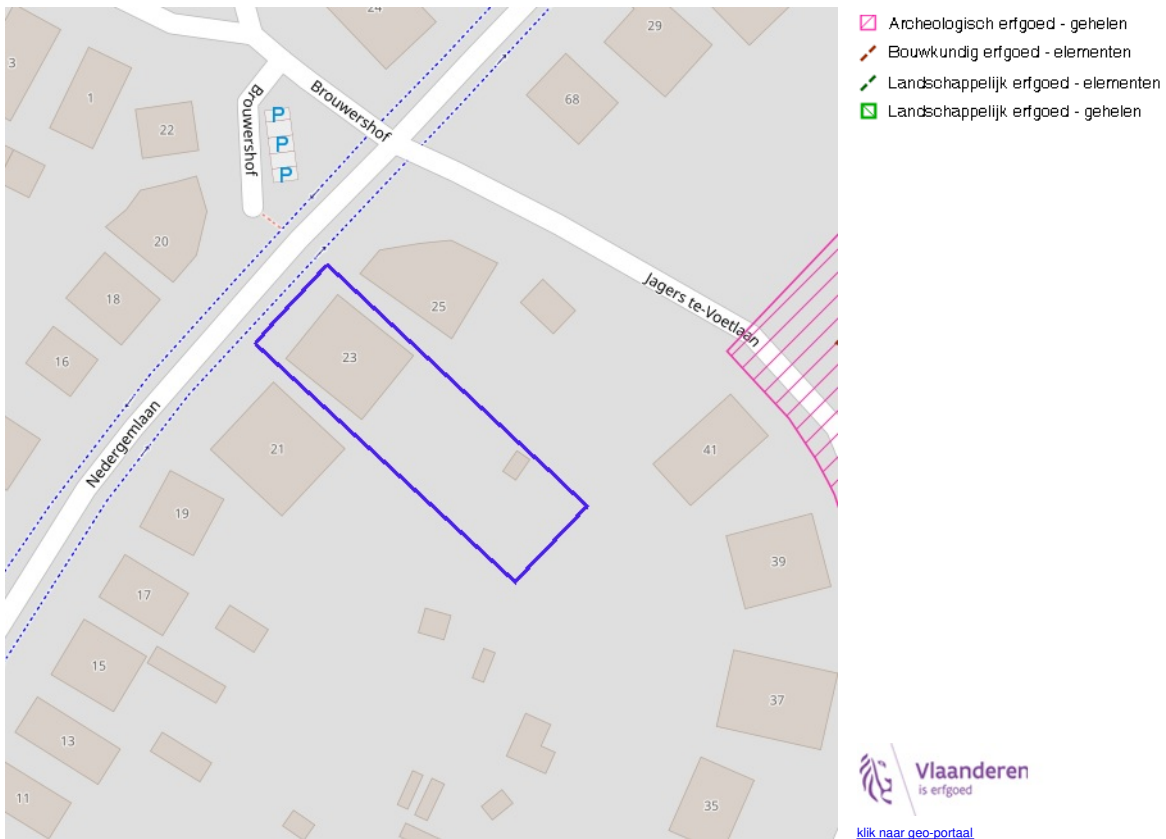 Archeologisch erfgoed - gehelen
Bouwkundig erfgoed - elementen
Landschappelijk erfgoed - elementen
Landschappelijk erfgoed - gehelen
24
29
3
1
68
22
Brouwershof
Brouwershof
P
P
P
20
18
16
25
Jagers te-Voetlaan
23
Nedergemlaan
21
41
19
39
17
15
37
13
11
35
Vlaanderen
is erfgoed
klik naar geo-portaal